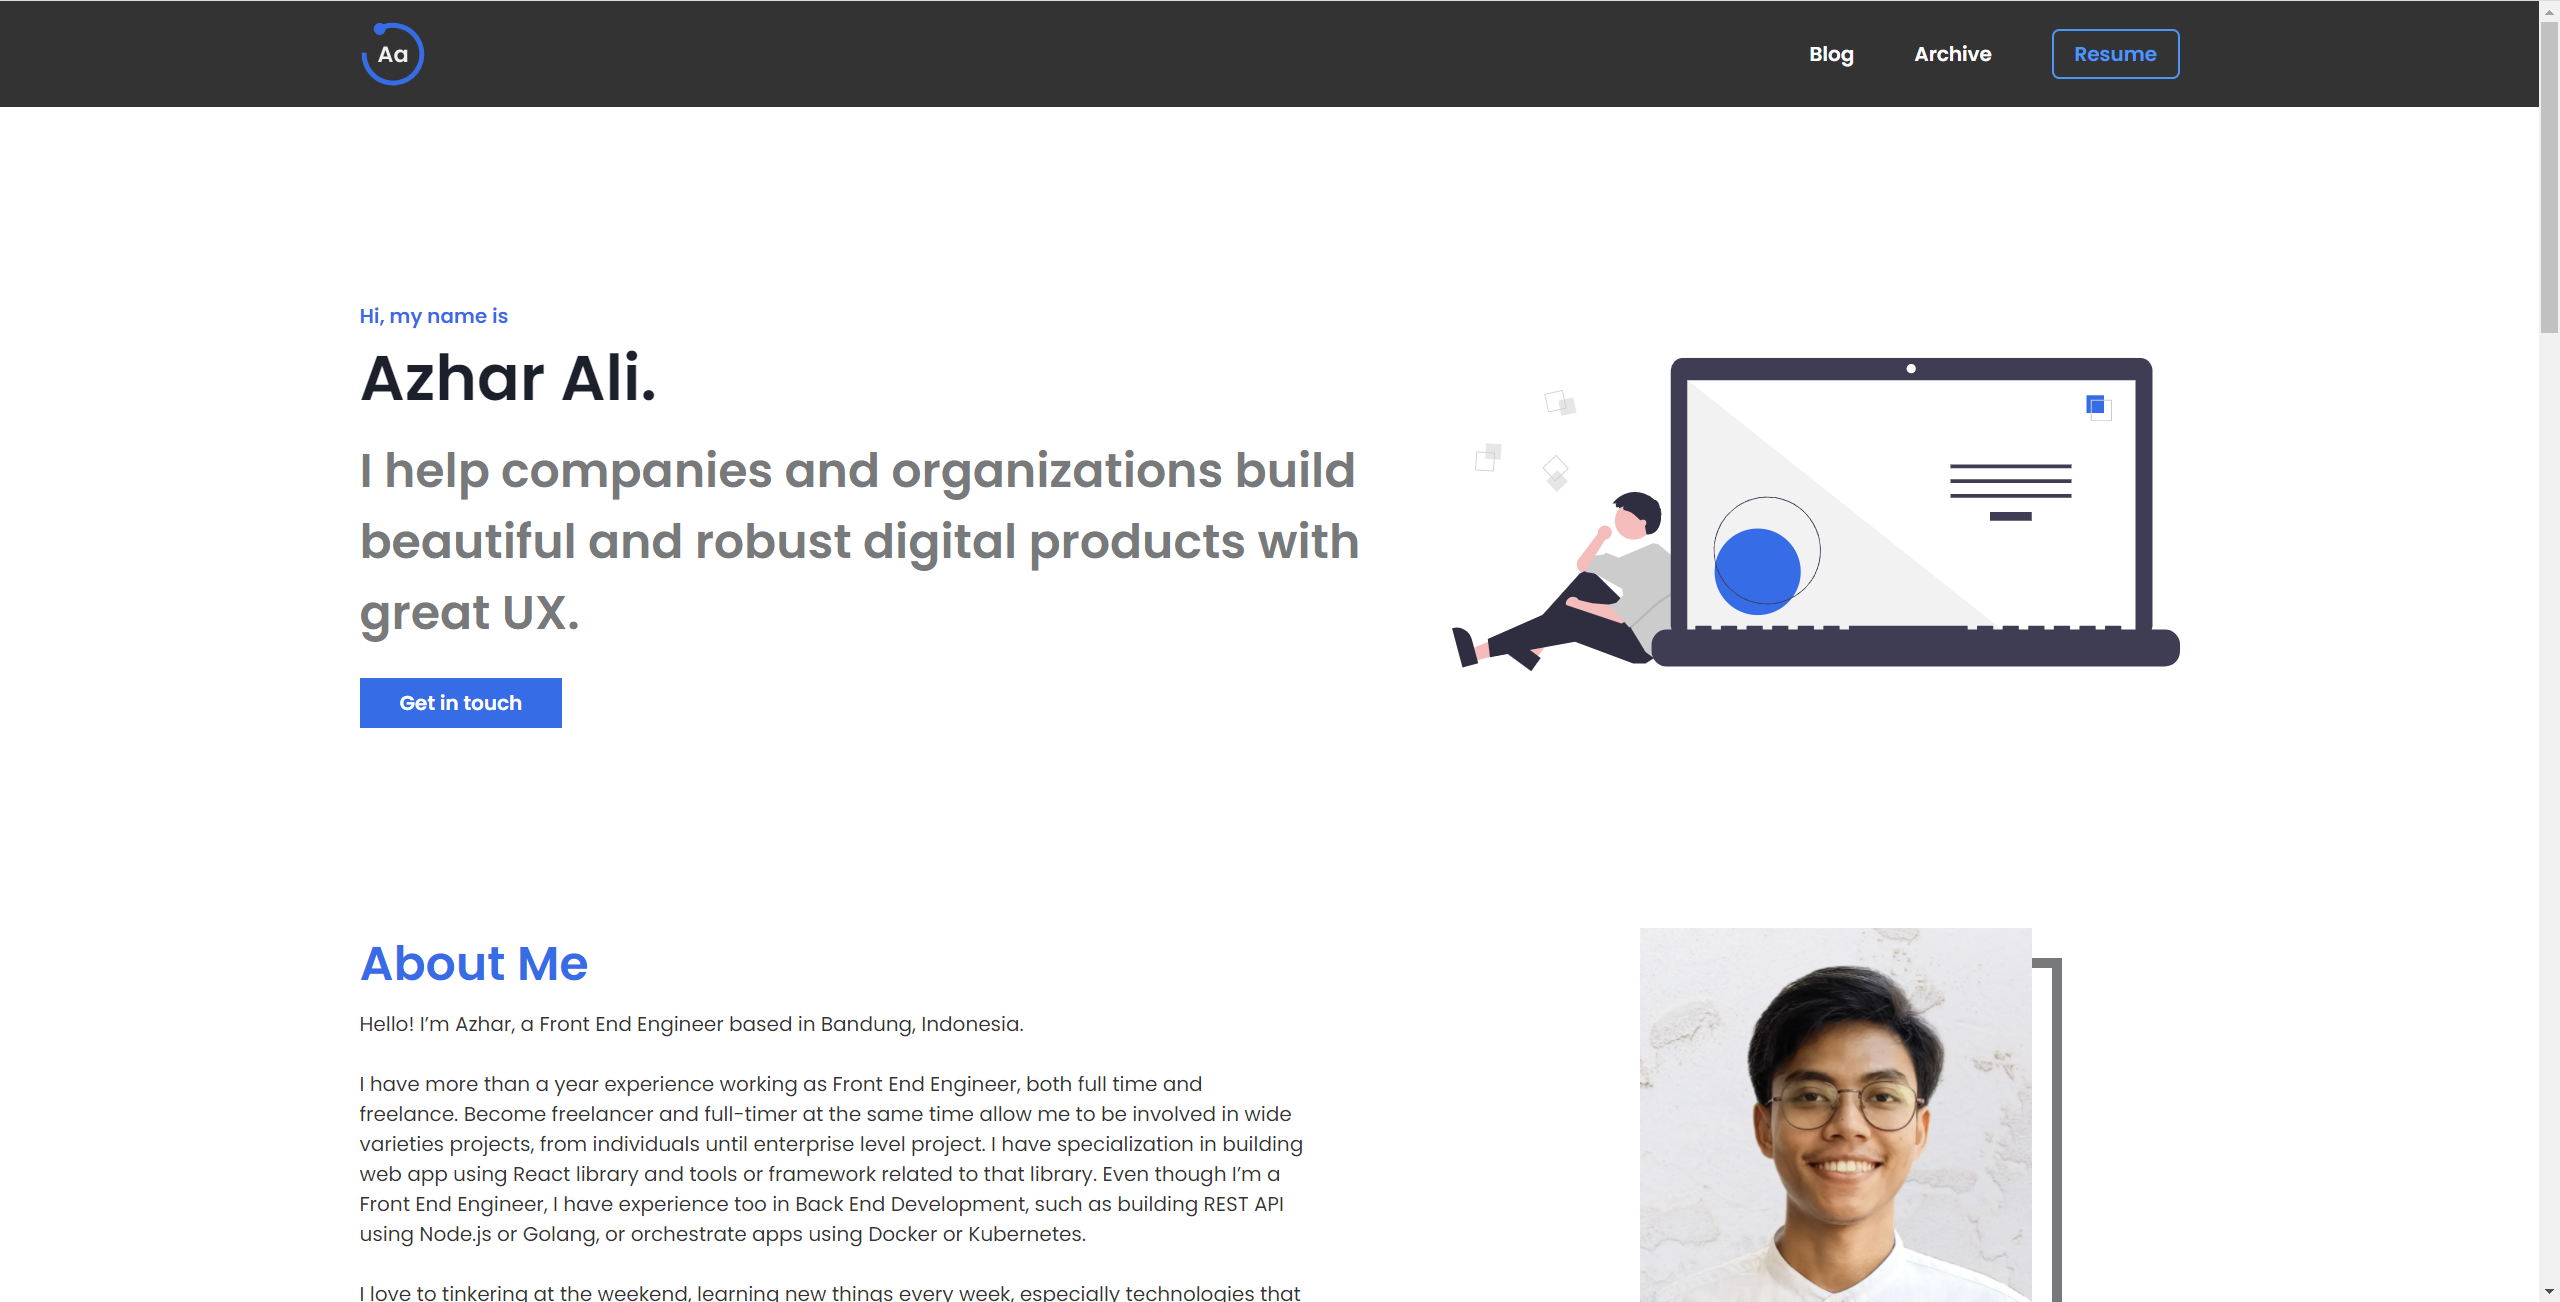 Aa
Blog
Archive
Resume
Hi, my name is
Azhar Ali.
I help companies and organizations build
beautiful and robust digital products with
great UX.
Get in touch
About Me
Hello! I’m Azhar, a Front End Engineer based in Bandung, Indonesia.
I have more than a year experience working as Front End Engineer, both full time and
freelance. Become freelancer and full-timer at the same time allow me to be involved in wide
varieties projects, from individuals until enterprise level project. I have specialization in building
web app using React library and tools or framework related to that library. Even though I’m a
Front End Engineer, I have experience too in Back End Development, such as building REST API
using Node.js or Golang, or orchestrate apps using Docker or Kubernetes.
I love to tinkering at the weekend, learning new things every week, especially technologies that